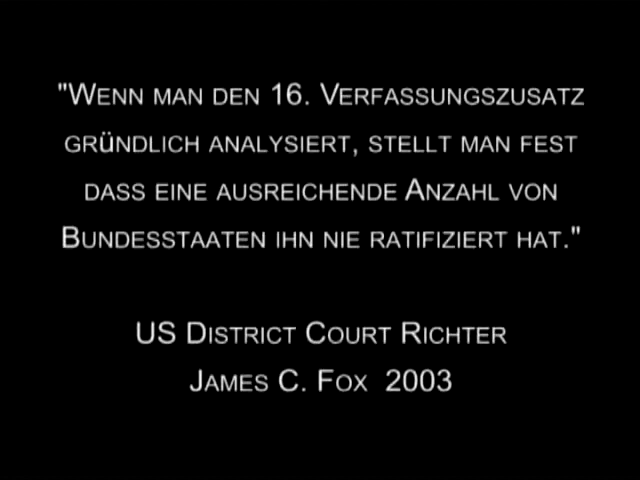 "Wenn man den 16. Verfassungszusatz
gründlich analysiert, stellt man fest
dass eine ausreichende Anzahl von
Bundesstaaten ihn nie ratifiziert hat."
US District Court Richter
James C. Fox 2003